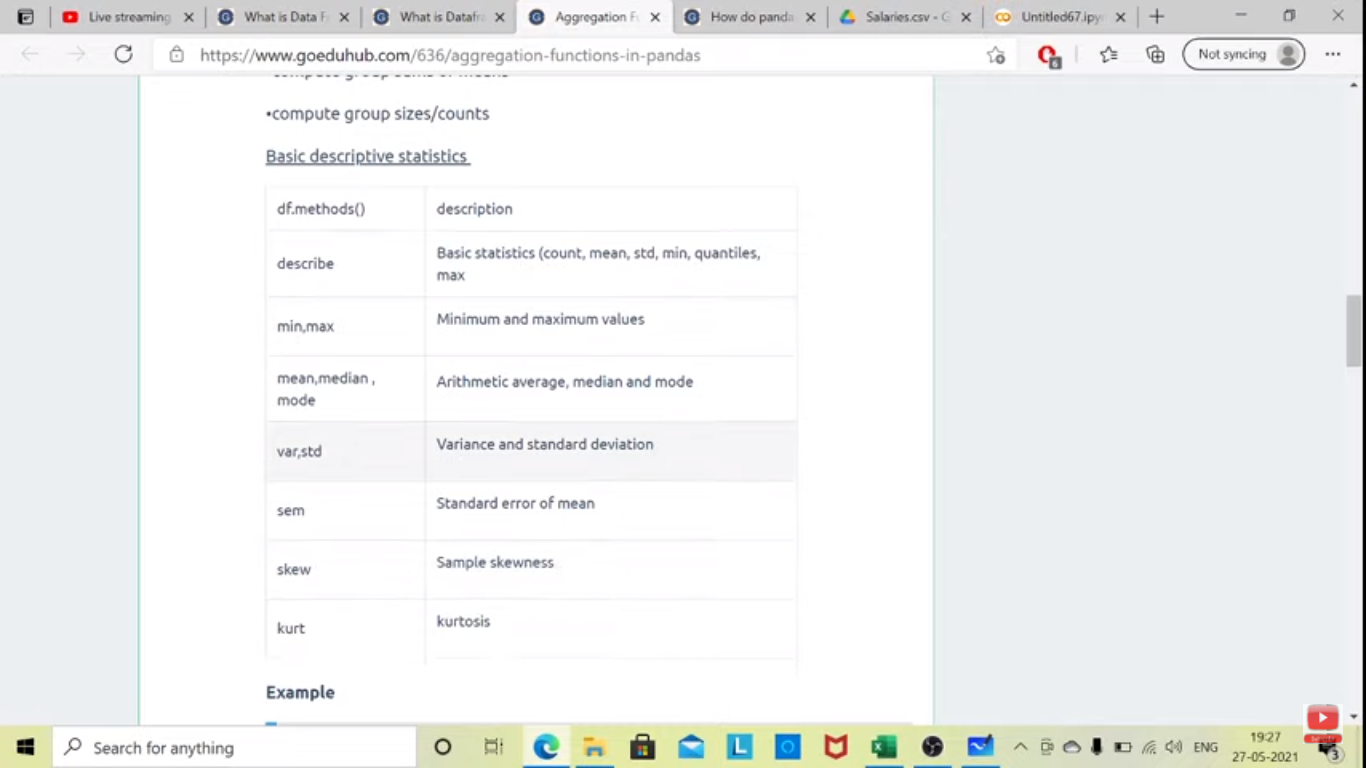 Live streaming
What is Data F
What is Datafra
Aggregation Fu
How do panda
Salaries.csv - G
Untitled67.ipy
https://www.goeduhub.com/636/aggregation-functions-in-pandas
6
Not syncing
•compute group sizes/counts
Basic descriptive statistics
df.methods()
description
describe
Basic statistics (count, mean, std, min, quantiles,
max
min,max
Minimum and maximum values
mean,median ,
mode
Arithmetic average, median and mode
var,std
Variance and standard deviation
sem
Standard error of mean
skew
Sample skewness
kurt
kurtosis
Example
Search for anything
L
ENG
19:27
27-05-2021
3